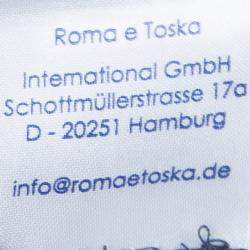 Roma e Toska
International GmbH
Schottmüllerstrasse 17a
D - 20251 Hamburg
info@romaetoska.de